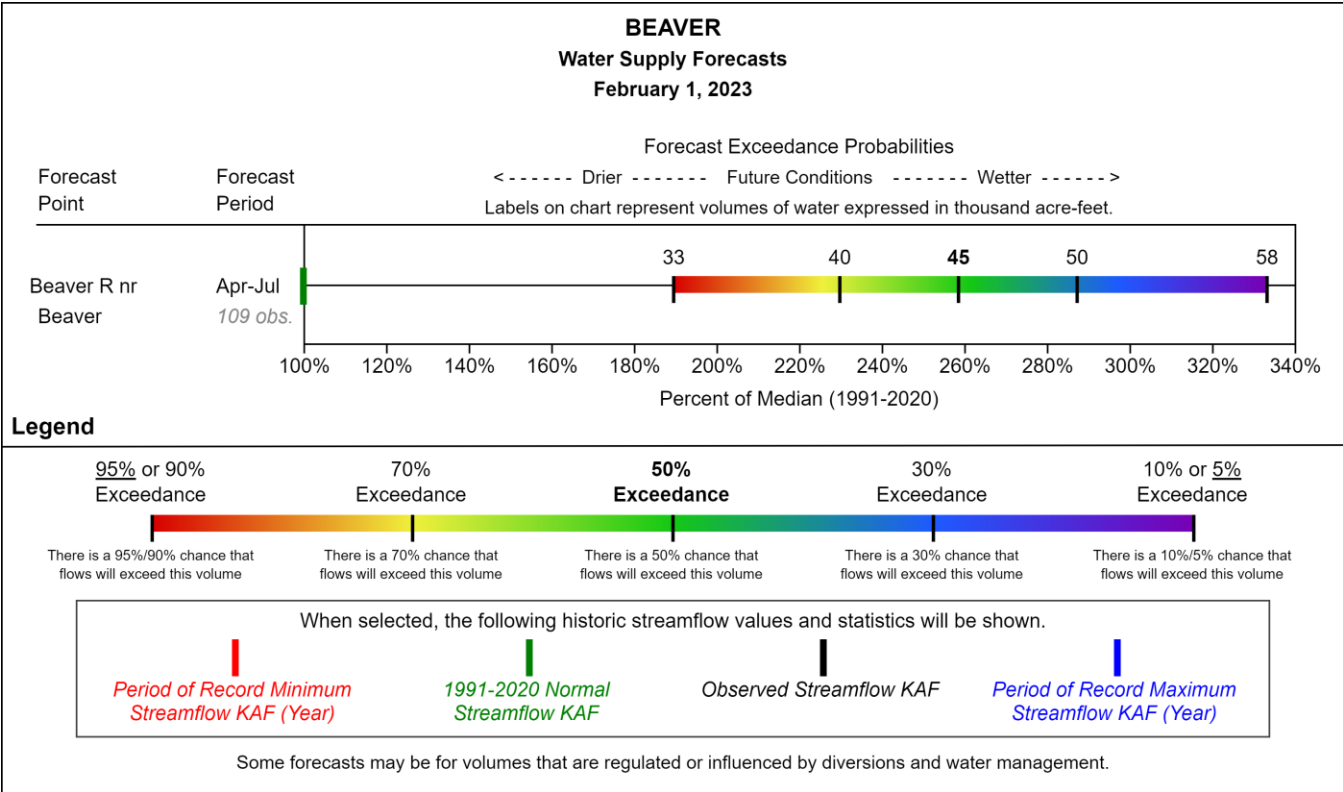 BEAVER
Water Supply Forecasts
February 1, 2023
Forecast Exceedance Probabilities
Forecast Point
Forecast Period
< - - - - - - Drier - - - - - - - Future Conditions - - - - - - - Wetter - - - - - - >
Labels on chart represent volumes of water expressed in thousand acre-feet.
33 40 45 50 58
Beaver R nr Beaver
Apr-Jul
109 obs.
100% 120% 140% 160% 180% 200% 220% 240% 260% 280% 300% 320% 340%
Percent of Median (1991-2020)
Legend
95% or 90% Exceedance
70% Exceedance
50% Exceedance
30% Exceedance
10% or 5% Exceedance
There is a 95%/90% chance that
flows will exceed this volume
There is a 70% chance that
flows will exceed this volume
There is a 50% chance that
flows will exceed this volume
There is a 30% chance that
flows will exceed this volume
There is a 10%/5% chance that
flows will exceed this volume
When selected, the following historic streamflow values and statistics will be shown.
Period of Record Minimum
Streamflow KAF (Year)
1991-2020 Normal
Streamflow KAF
Observed Streamflow KAF
Period of Record Maximum
Streamflow KAF (Year)
Some forecasts may be for volumes that are regulated or influenced by diversions and water management.